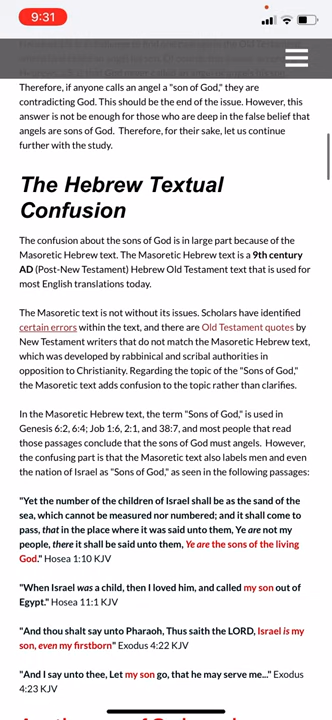 9:31
Therefore, if anyone calls an angel a "son of God," they are
contradicting God. This should be the end of the issue. However, this
answer is not be enough for those who are deep in the false belief that
angels are sons of God. Therefore, for their sake, let us continue
further with the study.
The Hebrew Textual
Confusion
The confusion about the sons of God is in large part because of the
Masoretic Hebrew text. The Masoretic Hebrew text is a 9th century
AD (Post-New Testament) Hebrew Old Testament text that is used for
most English translations today.
The Masoretic text is not without its issues. Scholars have identified
certain errors within the text, and there are Old Testament quotes by
New Testament writers that do not match the Masoretic Hebrew text,
which was developed by rabbinical and scribal authorities in
opposition to Christianity. Regarding the topic of the "Sons of God,"
the Masoretic text adds confusion to the topic rather than clarifies.
In the Masoretic Hebrew text, the term "Sons of God," is used in
Genesis 6:2, 6:4; Job 1:6, 2:1, and 38:7, and most people that read
those passages conclude that the sons of God must angels. However,
the confusing part is that the Masoretic text also labels men and even
the nation of Israel as "Sons of God," as seen in the following passages:
"Yet the number of the children of Israel shall be as the sand of the
sea, which cannot be measured nor numbered; and it shall come to
pass, that in the place where it was said unto them, Ye are not my
people, there it shall be said unto them, Ye are the sons of the living
God." Hosea 1:10 KJV
"When Israel was a child, then I loved him, and called my son out of
Egypt." Hosea 11:1 KJV
"And thou shalt say unto Pharaoh, Thus saith the LORD, Israel is my
son, even my firstborn" Exodus 4:22 KJV
"And I say unto thee, Let my son go, that he may serve me..." Exodus
4:23 KJV